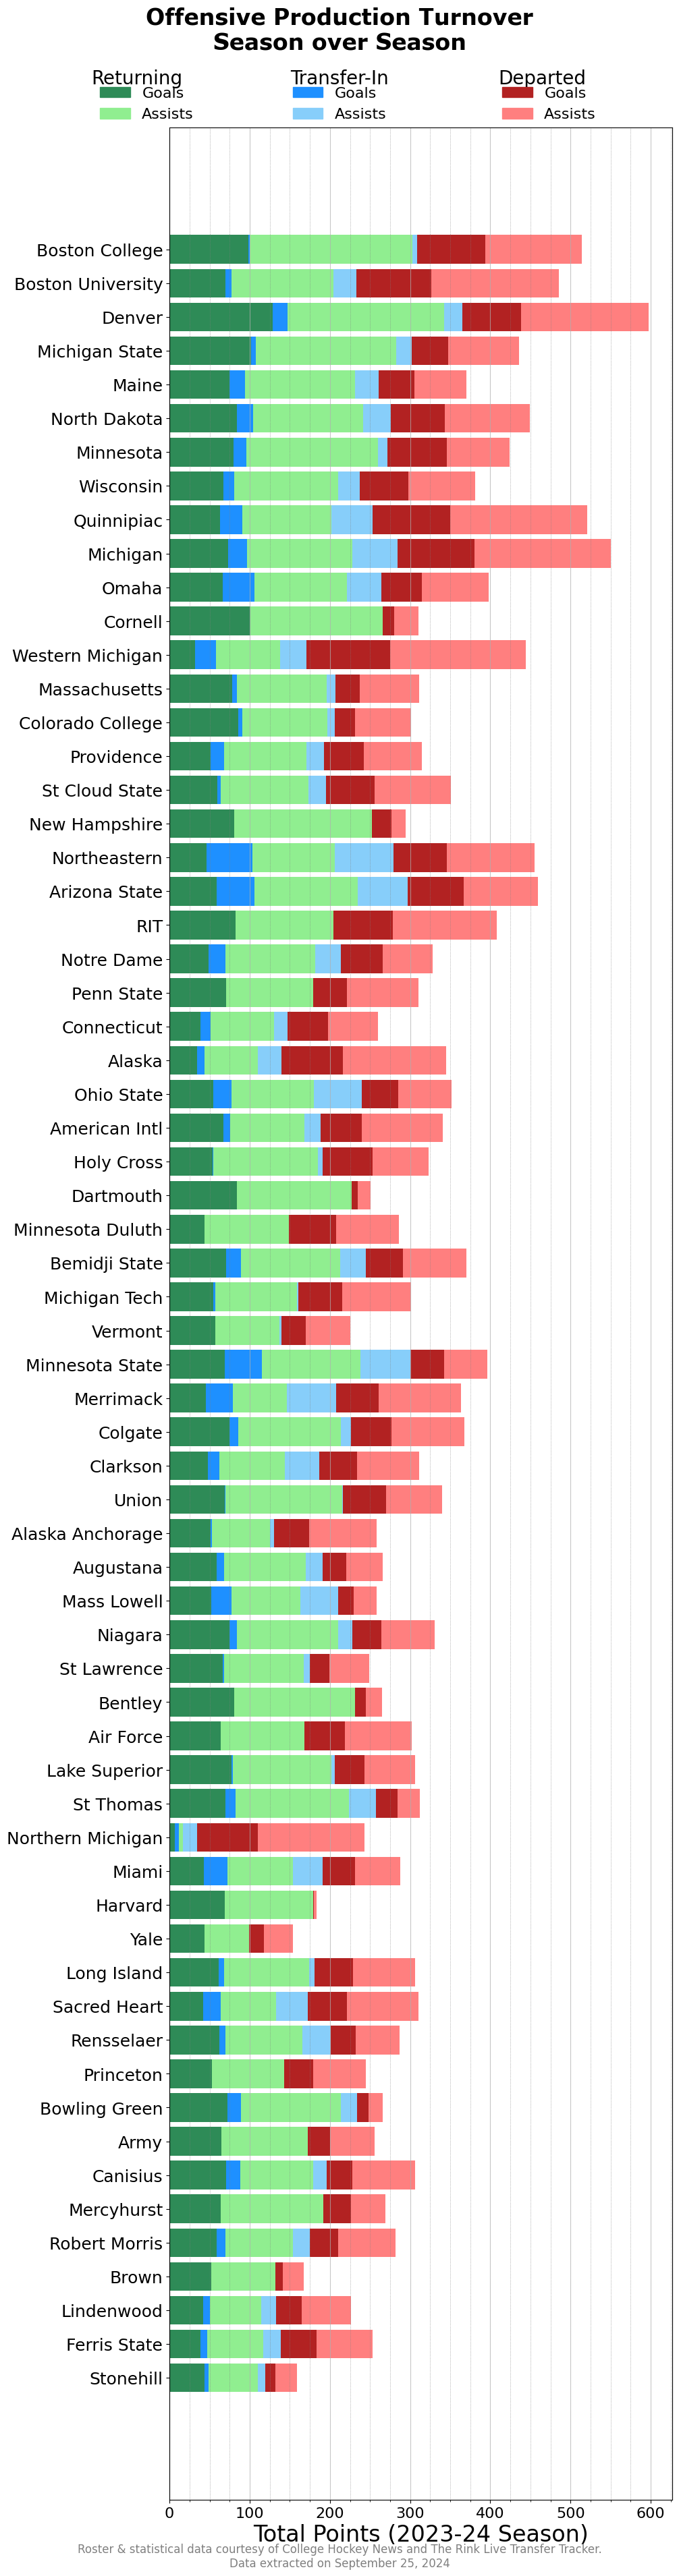 Offensive Production Turnover
Season over Season
Returning Transfer-In Departed
Goals Goals Goals
Assists Assists Assists
Boston College
Boston University
Denver
Michigan State
Maine
North Dakota
Minnesota
Wisconsin
Quinnipiac
Michigan
Omaha
Cornell
Western Michigan
Massachusetts
Colorado College
Providence
St Cloud State
New Hampshire
Northeastern
Arizona State
RIT
Notre Dame
Penn State
Connecticut
Alaska
Ohio State
American Intl
Holy Cross
Dartmouth
Minnesota Duluth
Bemidji State
Michigan Tech
Vermont
Minnesota State
Merrimack
Colgate
Clarkson
Union
Alaska Anchorage
Augustana
Mass Lowell
Niagara
St Lawrence
Bentley
Air Force
Lake Superior
St Thomas
Northern Michigan
Miami
Harvard
Yale
Long Island
Sacred Heart
Rensselaer
Princeton
Bowling Green
Army
Canisius
Mercyhurst
Robert Morris
Brown
Lindenwood
Ferris State
Stonehill
0 100 200 300 400 500 600
Total Points (2023-24 Season)
Roster & statistical data courtesy of College Hockey News and The Rink Live Transfer Tracker.
Data extracted on September 25, 2024